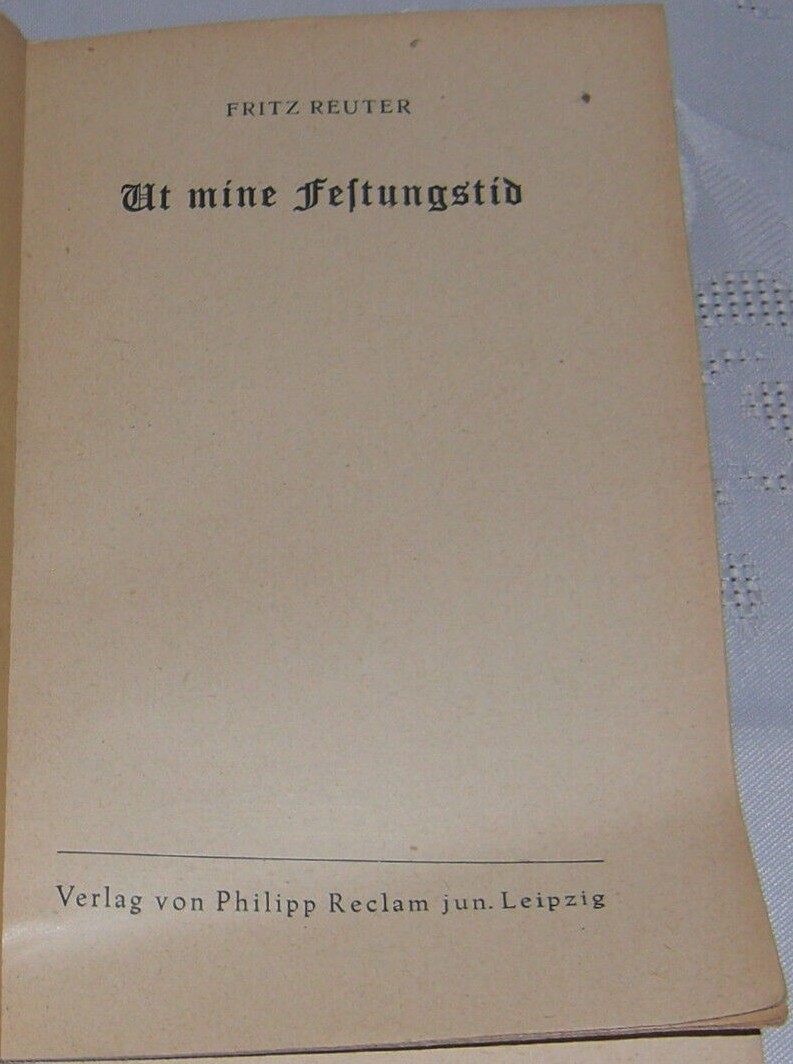 FRITZ REUTER
Ut mine Feſtungstid
Verlag von Philipp Reclam jun. Leipzig